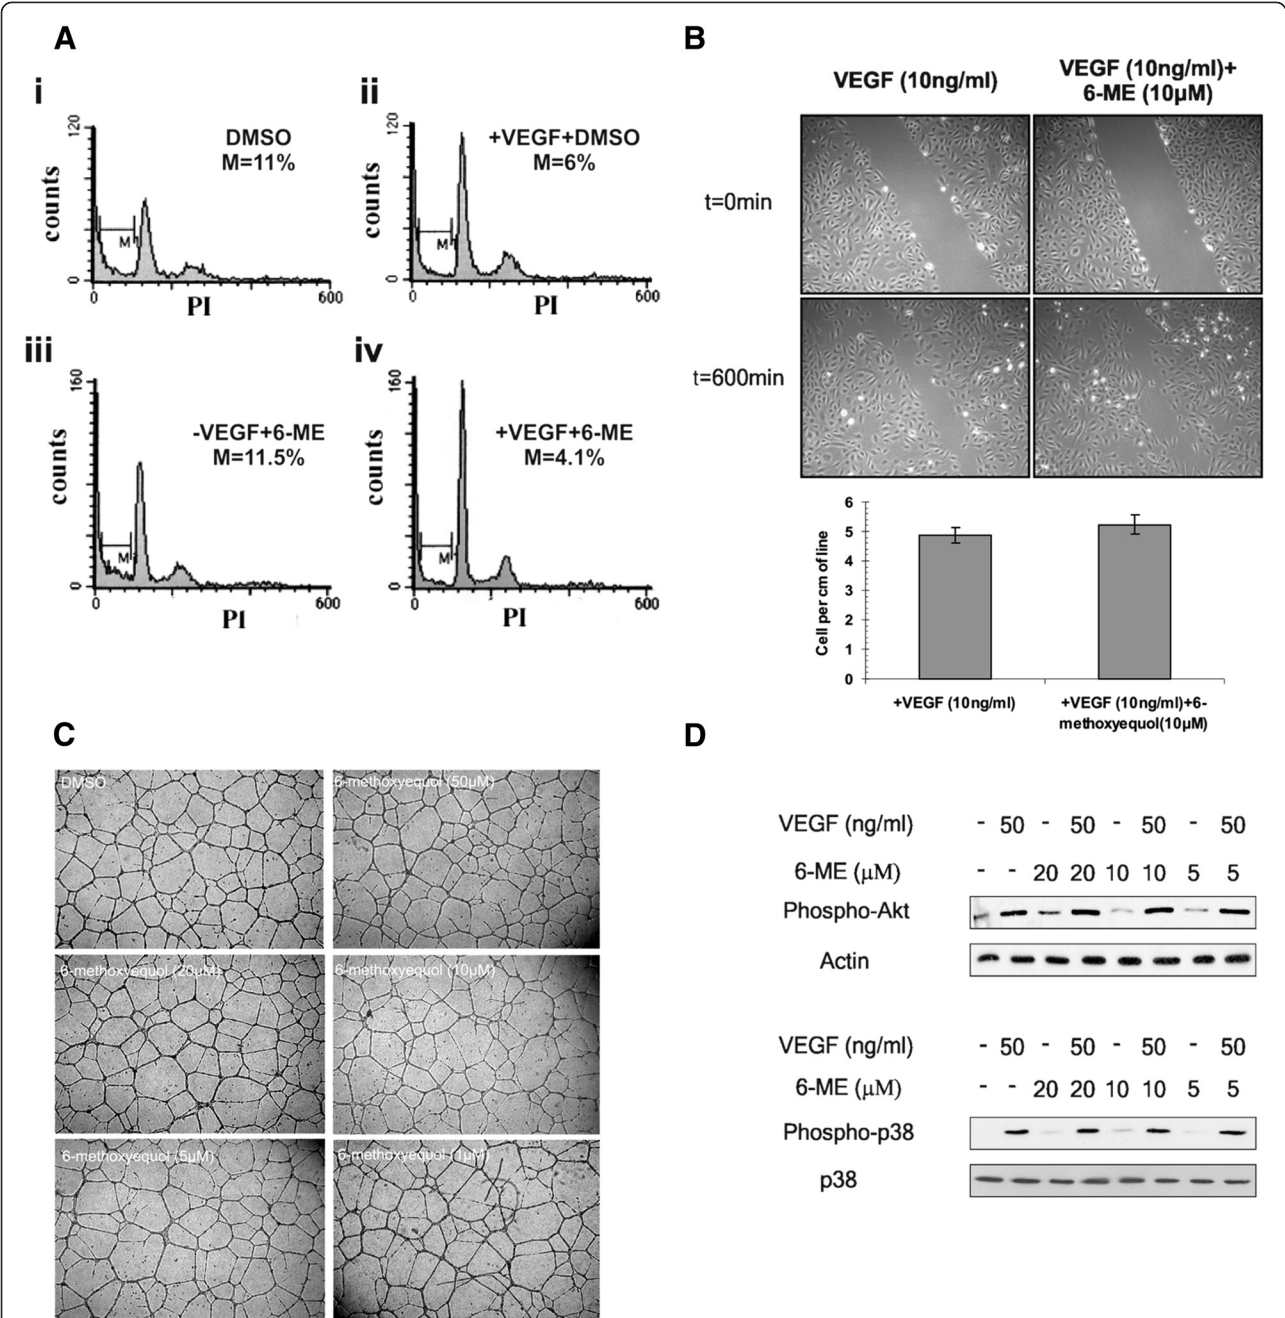 A
i
120
counts
0
DMSO
M=11%
M
0
PI
600
ii
120
counts
0
+VEGF+DMSO
M=6%
M
0
PI
600
iii
160
counts
0
-VEGF+6-ME
M=11.5%
M
0
PI
600
iv
160
counts
0
+VEGF+6-ME
M=4.1%
M
0
PI
600
B
VEGF (10ng/ml)
VEGF (10ng/ml)+
6-ME (10µM)
t=0min
t=600min
Cell per cm of line
6
5
4
3
2
1
0
+VEGF (10ng/ml)
+VEGF (10ng/ml)+6-
methoxyequol(10µM)
C
DMSO
6-methoxyequol (50µM)
6-methoxyequol (20µM)
6-methoxyequol (10µM)
6-methoxyequol (5µM)
6-methoxyequol (1µM)
D
VEGF (ng/ml) - 50 - 50 - 50 - 50
6-ME (µM) - - 20 20 10 10 5 5
Phospho-Akt
Actin
VEGF (ng/ml) - 50 - 50 - 50 - 50
6-ME (µM) - - 20 20 10 10 5 5
Phospho-p38
p38